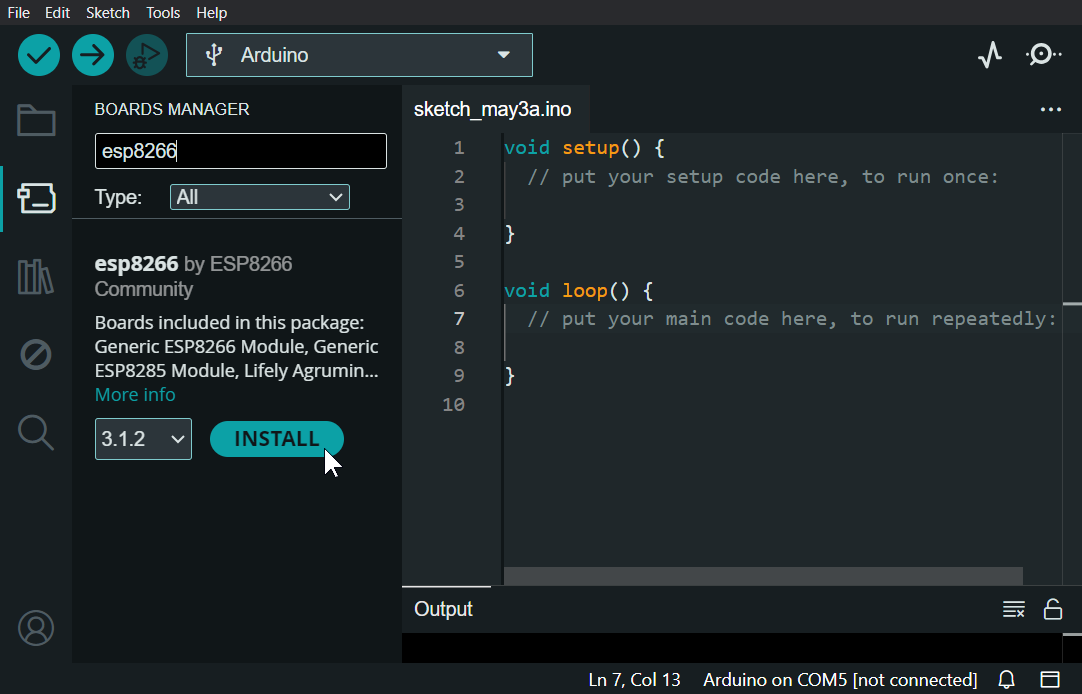 File Edit Sketch Tools Help
Arduino
BOARDS MANAGER
esp8266
Type: All
esp8266 by ESP8266
Community
Boards included in this package:
Generic ESP8266 Module, Generic
ESP8285 Module, Lifely Agrumin...
More info
3.1.2 INSTALL
sketch_may3a.ino
1 void setup() {
2 // put your setup code here, to run once:
3
4 }
5
6 void loop() {
7 // put your main code here, to run repeatedly:
8
9 }
10
Output
Ln 7, Col 13 Arduino on COM5 [not connected]